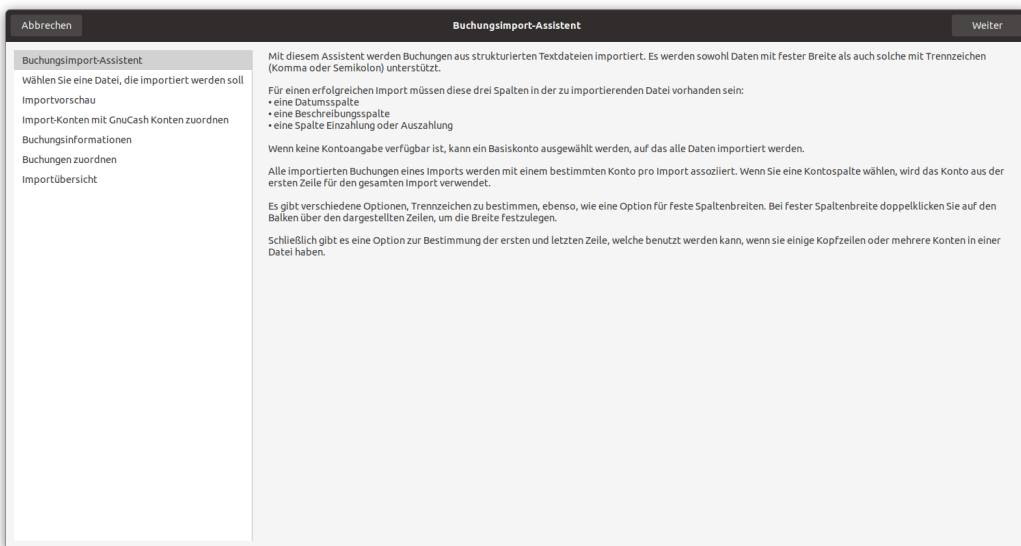 Abbrechen
Buchungsimport-Assistent
Weiter
Buchungsimport-Assistent
Wählen Sie eine Datei, die importiert werden soll
Importvorschau
Import-Konten mit GnuCash Konten zuordnen
Buchungsinformationen
Buchungen zuordnen
Importübersicht
Mit diesem Assistent werden Buchungen aus strukturierten Textdateien importiert. Es werden sowohl Daten mit fester Breite als auch solche mit Trennzeichen
(Komma oder Semikolon) unterstützt.
Für einen erfolgreichen Import müssen diese drei Spalten in der zu importierenden Datei vorhanden sein:
• eine Datumsspalte
• eine Beschreibungsspalte
• eine Spalte Einzahlung oder Auszahlung
Wenn keine Kontoangabe verfügbar ist, kann ein Basiskonto ausgewählt werden, auf das alle Daten importiert werden.
Alle importierten Buchungen eines Imports werden mit einem bestimmten Konto pro Import assoziiert. Wenn Sie eine Kontospalte wählen, wird das Konto aus der
ersten Zeile für den gesamten Import verwendet.
Es gibt verschiedene Optionen, Trennzeichen zu bestimmen, ebenso, wie eine Option für feste Spaltenbreiten. Bei fester Spaltenbreite doppelklicken Sie auf den
Balken über den dargestellten Zeilen, um die Breite festzulegen.
Schließlich gibt es eine Option zur Bestimmung der ersten und letzten Zeile, welche benutzt werden kann, wenn sie einige Kopfzeilen oder mehrere Konten in einer
Datei haben.